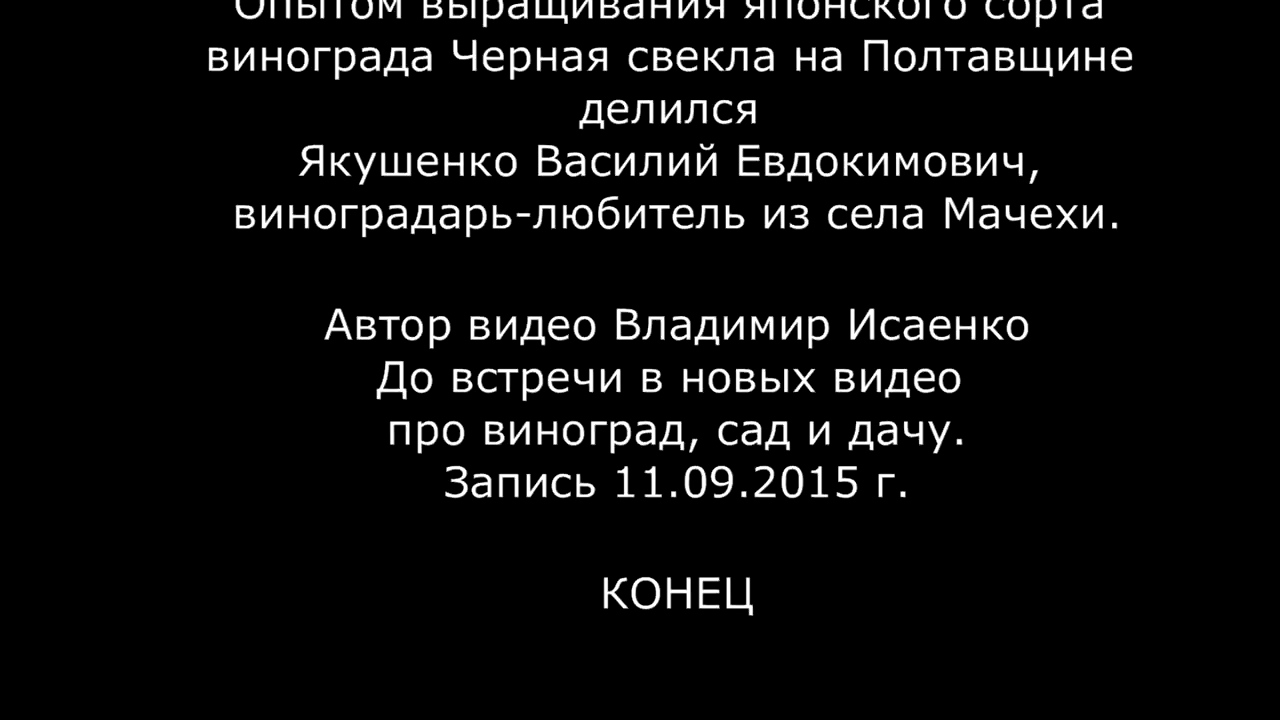 Опытом выращивания японского сорта
винограда Черная свекла на Полтавщине
делился
Якушенко Василий Евдокимович,
виноградарь-любитель из села Мачехи.
Автор видео Владимир Исаенко
До встречи в новых видео
про виноград, сад и дачу.
Запись 11.09.2015 г.
КОНЕЦ